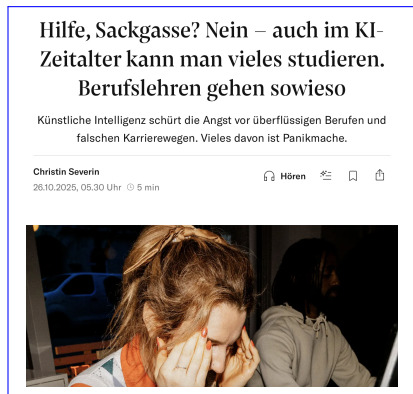 Hilfe, Sackgasse? Nein – auch im KI-
Zeitalter kann man vieles studieren.
Berufslehren gehen sowieso
Künstliche Intelligenz schürt die Angst vor überflüssigen Berufen und
falschen Karrierewegen. Vieles davon ist Panikmache.
Christin Severin
Hören
26.10.2025, 05.30 Uhr 5 min